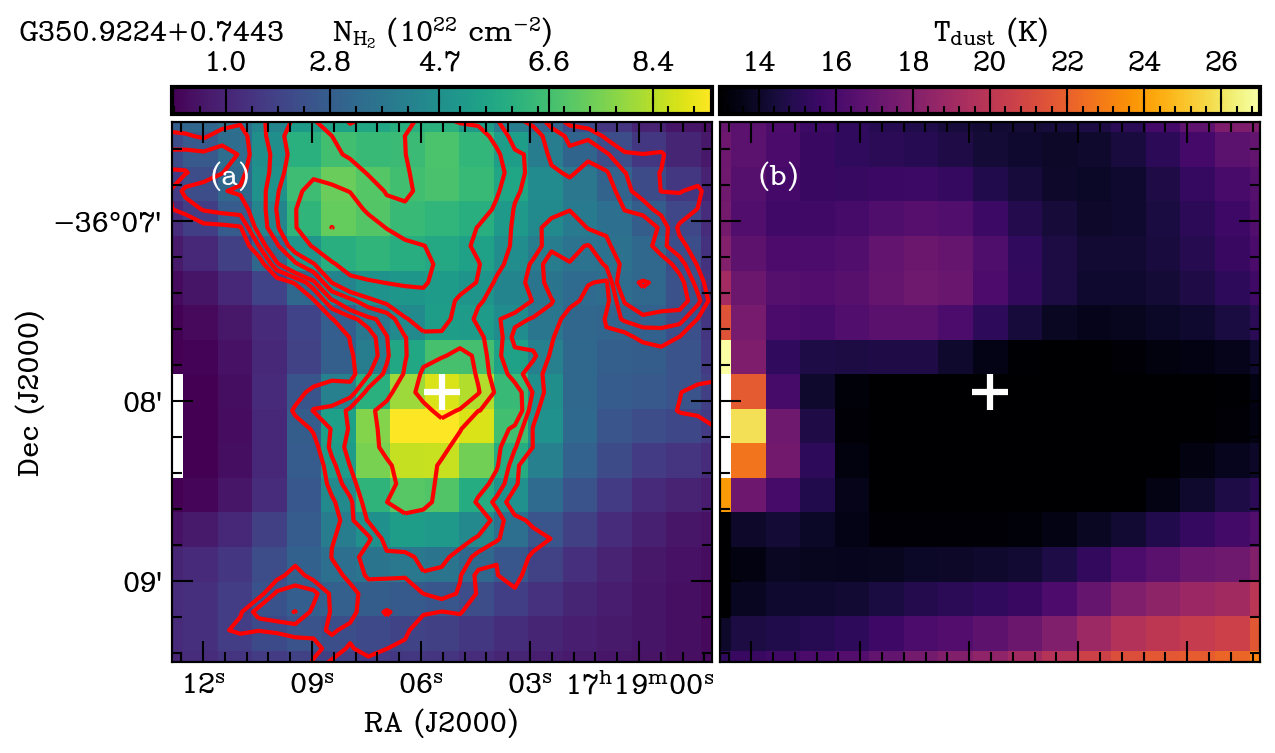 G350.9224+0.7443 N_H₂ (10²² cm⁻²) T_dust (K)
1.0 2.8 4.7 6.6 8.4 14 16 18 20 22 24 26
(a) (b)
−36°07'
08'
09'
Dec (J2000)
12ˢ 09ˢ 06ˢ 03ˢ 17ʰ19ᵐ00ˢ
RA (J2000)